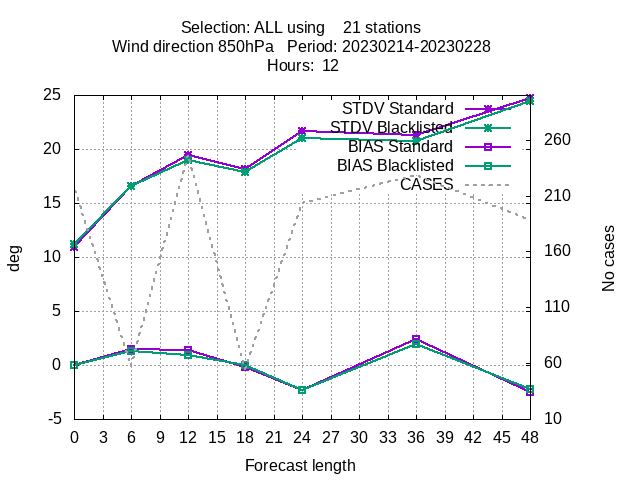 Selection: ALL using 21 stations
Wind direction 850hPa Period: 20230214-20230228
Hours: 12
25
20
15
10
5
0
-5
deg
STDV Standard
STDV Blacklisted
BIAS Standard
BIAS Blacklisted
CASES
260
210
160
110
60
10
No cases
0 3 6 9 12 15 18 21 24 27 30 33 36 39 42 45 48
Forecast length